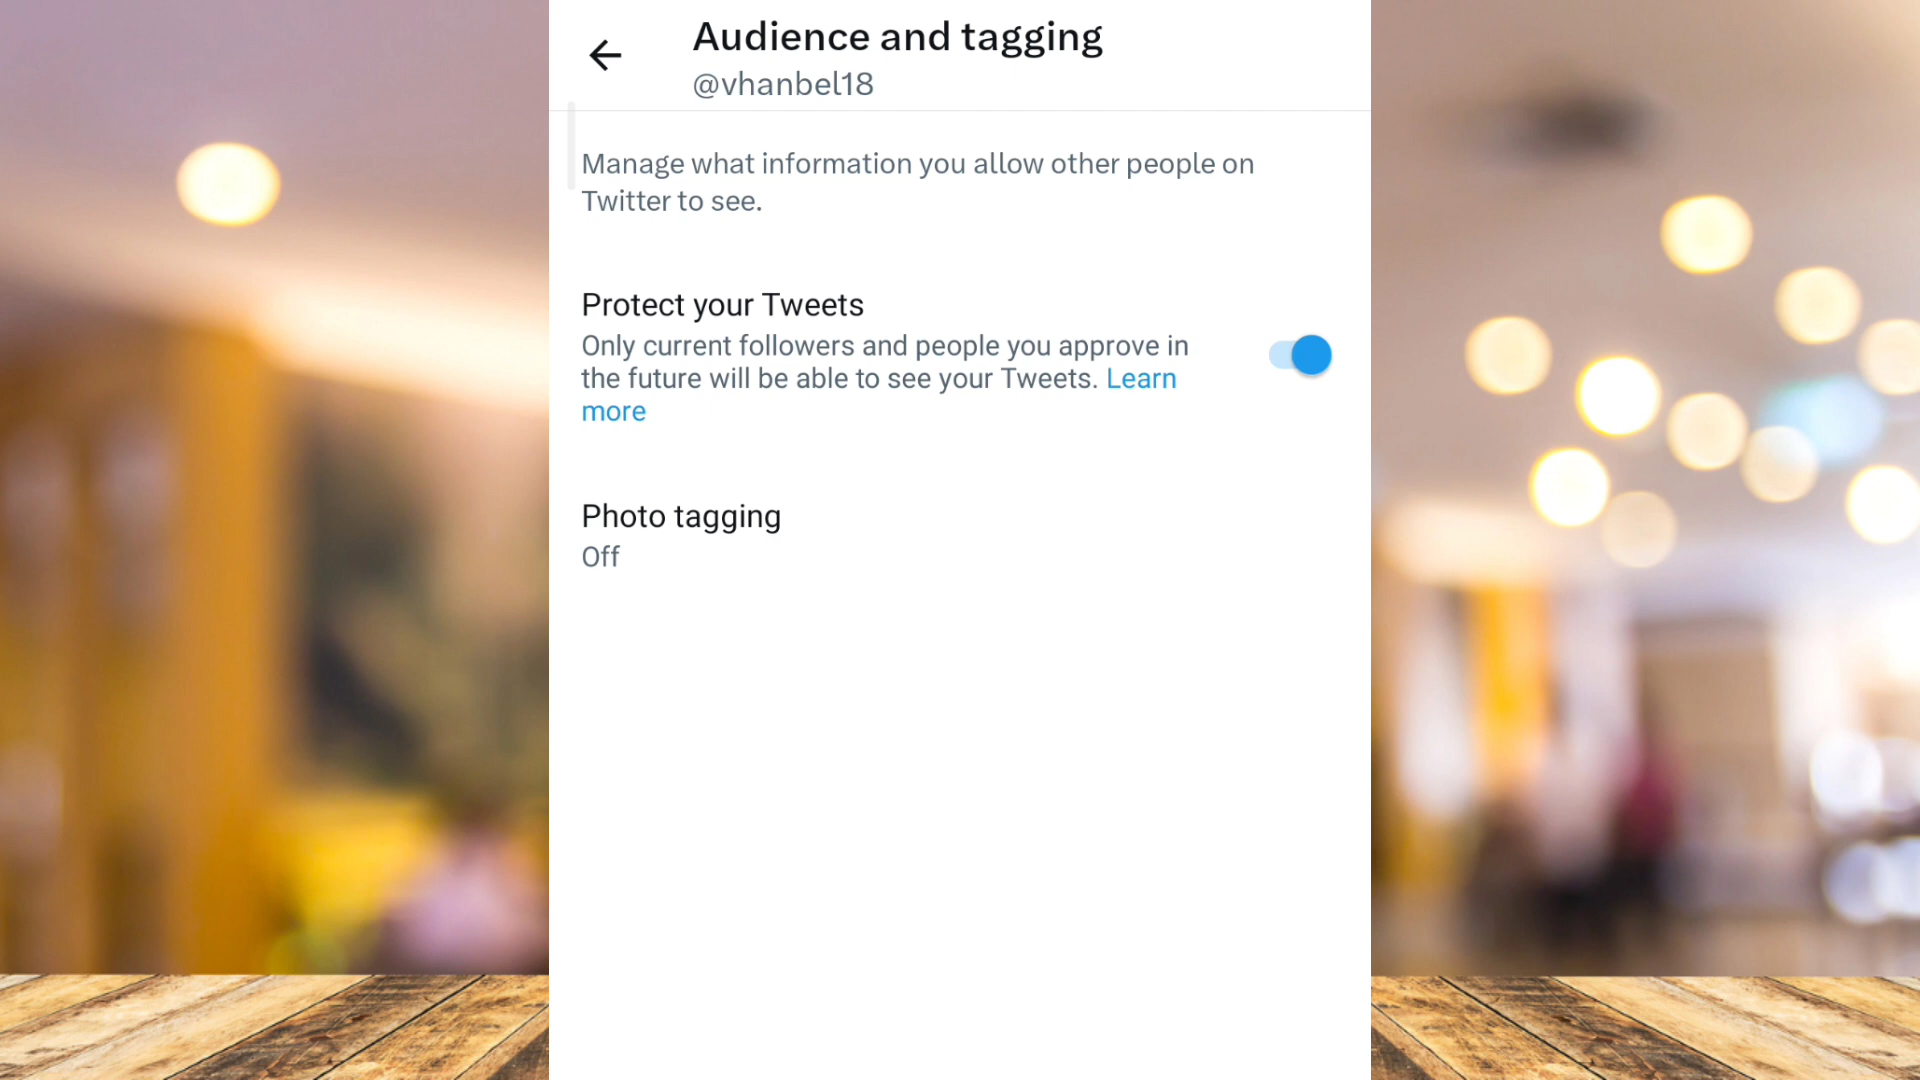 Audience and tagging
@vhanbel18
Manage what information you allow other people on
Twitter to see.
Protect your Tweets
Only current followers and people you approve in
the future will be able to see your Tweets. Learn
more
Photo tagging
Off